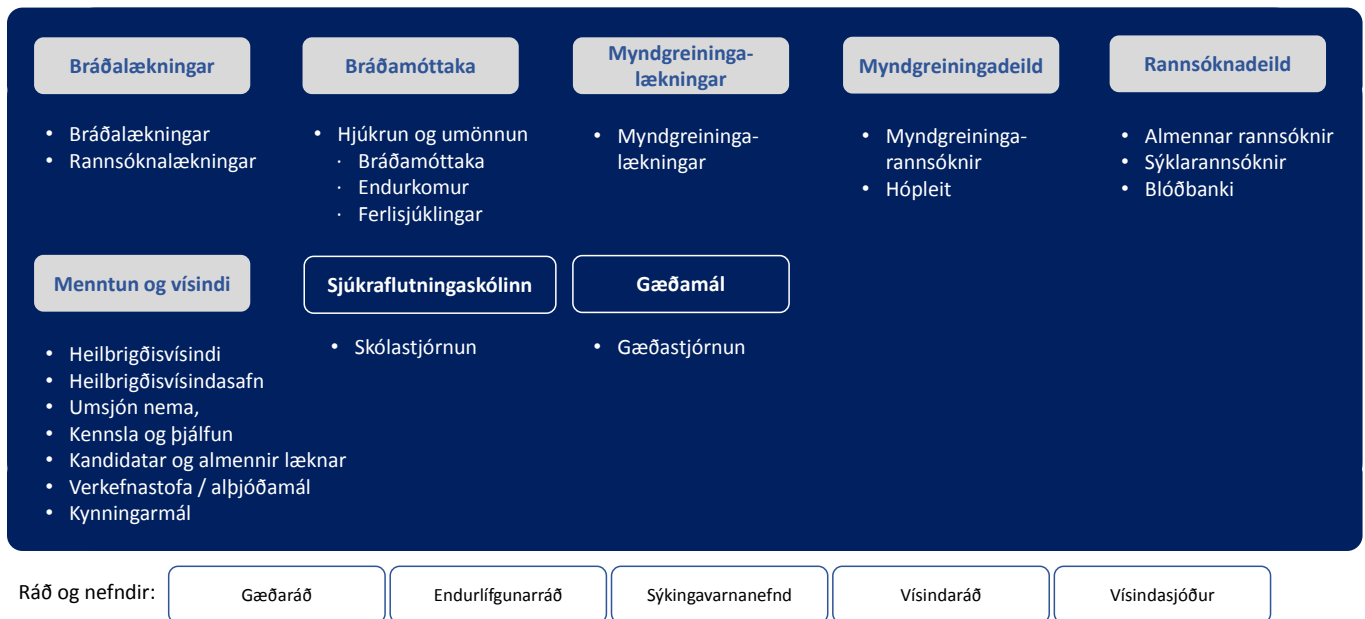 Bráðalækningar
• Bráðalækningar
• Rannsóknalækningar
Bráðamóttaka
• Hjúkrun og umönnun
· Bráðamóttaka
· Endurkomur
· Ferlisjúklingar
Myndgreininga-
lækningar
• Myndgreininga-
lækningar
Myndgreiningadeild
• Myndgreininga-
rannsóknir
• Hópleit
Rannsóknadeild
• Almennar rannsóknir
• Sýklarannsóknir
• Blóðbanki
Menntun og vísindi
• Heilbrigðisvísindi
• Heilbrigðisvísindasafn
• Umsjón nema,
• Kennsla og þjálfun
• Kandidatar og almennir læknar
• Verkefnastofa / alþjóðamál
• Kynningarmál
Sjúkraflutningaskólinn
• Skólastjórnun
Gæðamál
• Gæðastjórnun
Ráð og nefndir:
Gæðaráð
Endurlífgunarráð
Sýkingavarnanefnd
Vísindaráð
Vísindasjóður